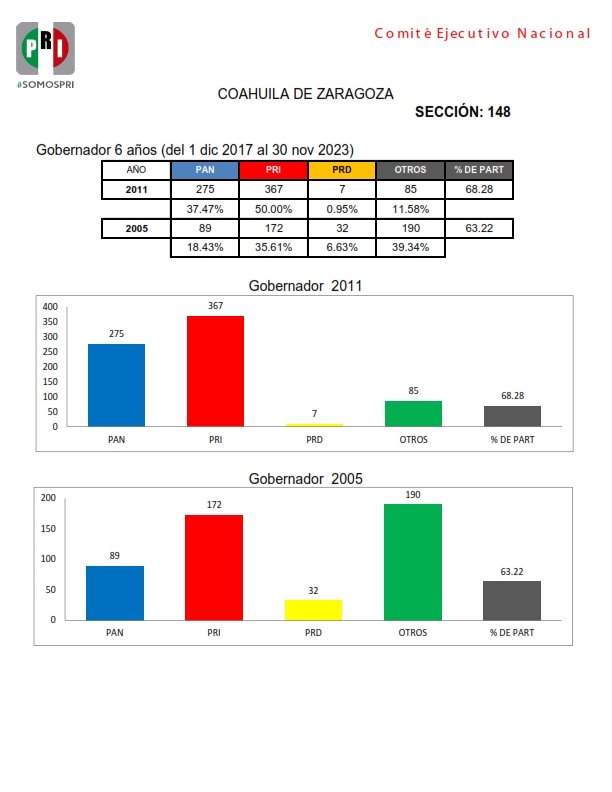 PRI
#SOMOSPRI
Comité Ejecutivo Nacional
COAHUILA DE ZARAGOZA
SECCIÓN: 148
Gobernador 6 años (del 1 dic 2017 al 30 nov 2023)
AÑO PAN PRI PRD OTROS % DE PART
2011 275 367 7 85 68.28
37.47% 50.00% 0.95% 11.58%
2005 89 172 32 190 63.22
18.43% 35.61% 6.63% 39.34%
Gobernador 2011
400
350
300
250
200
150
100
50
0
275
367
7
85
68.28
PAN PRI PRD OTROS % DE PART
Gobernador 2005
200
150
100
50
0
89
172
32
190
63.22
PAN PRI PRD OTROS % DE PART